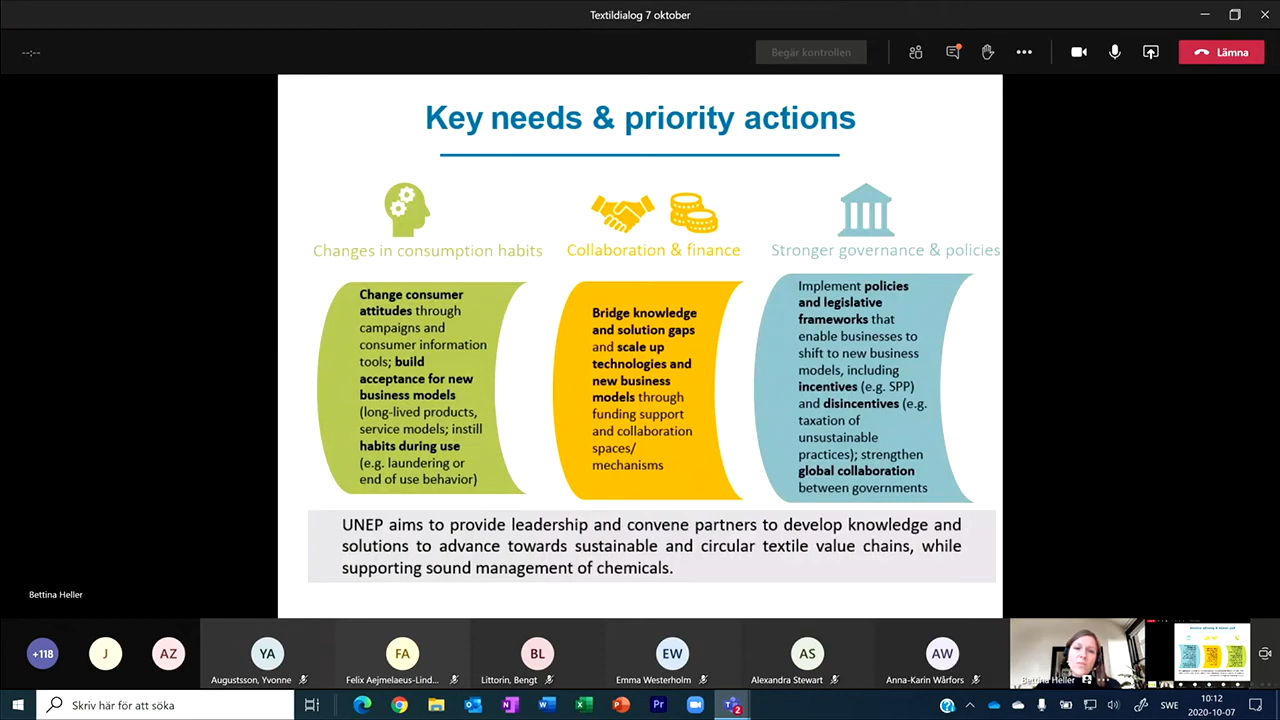 Textildialog 7 oktober
--:--
Begär kontrollen
Lämna
Key needs & priority actions
Changes in consumption habits
Collaboration & finance
Stronger governance & policies
Change consumer
attitudes through
campaigns and
consumer information
tools; build
acceptance for new
business models
(long-lived products,
service models; instill
habits during use
(e.g. laundering or
end of use behavior)
Bridge knowledge
and solution gaps
and scale up
technologies and
new business
models through
funding support
and collaboration
spaces/
mechanisms
Implement policies
and legislative
frameworks that
enable businesses to
shift to new business
models, including
incentives (e.g. SPP)
and disincentives (e.g.
taxation of
unsustainable
practices); strengthen
global collaboration
between governments
UNEP aims to provide leadership and convene partners to develop knowledge and
solutions to advance towards sustainable and circular textile value chains, while
supporting sound management of chemicals.
Bettina Heller
+118
J
AZ
YA
FA
BL
EW
AS
AW
Augustsson, Yvonne
Felix Aejmelaeus-Lind...
Littorin, Bengt
Emma Westerholm
Alexandra Stewart
Anna-Karin Wårfors
Bettina Heller
Skriv här för att söka
Pr
2
SWE
10:12
2020-10-07